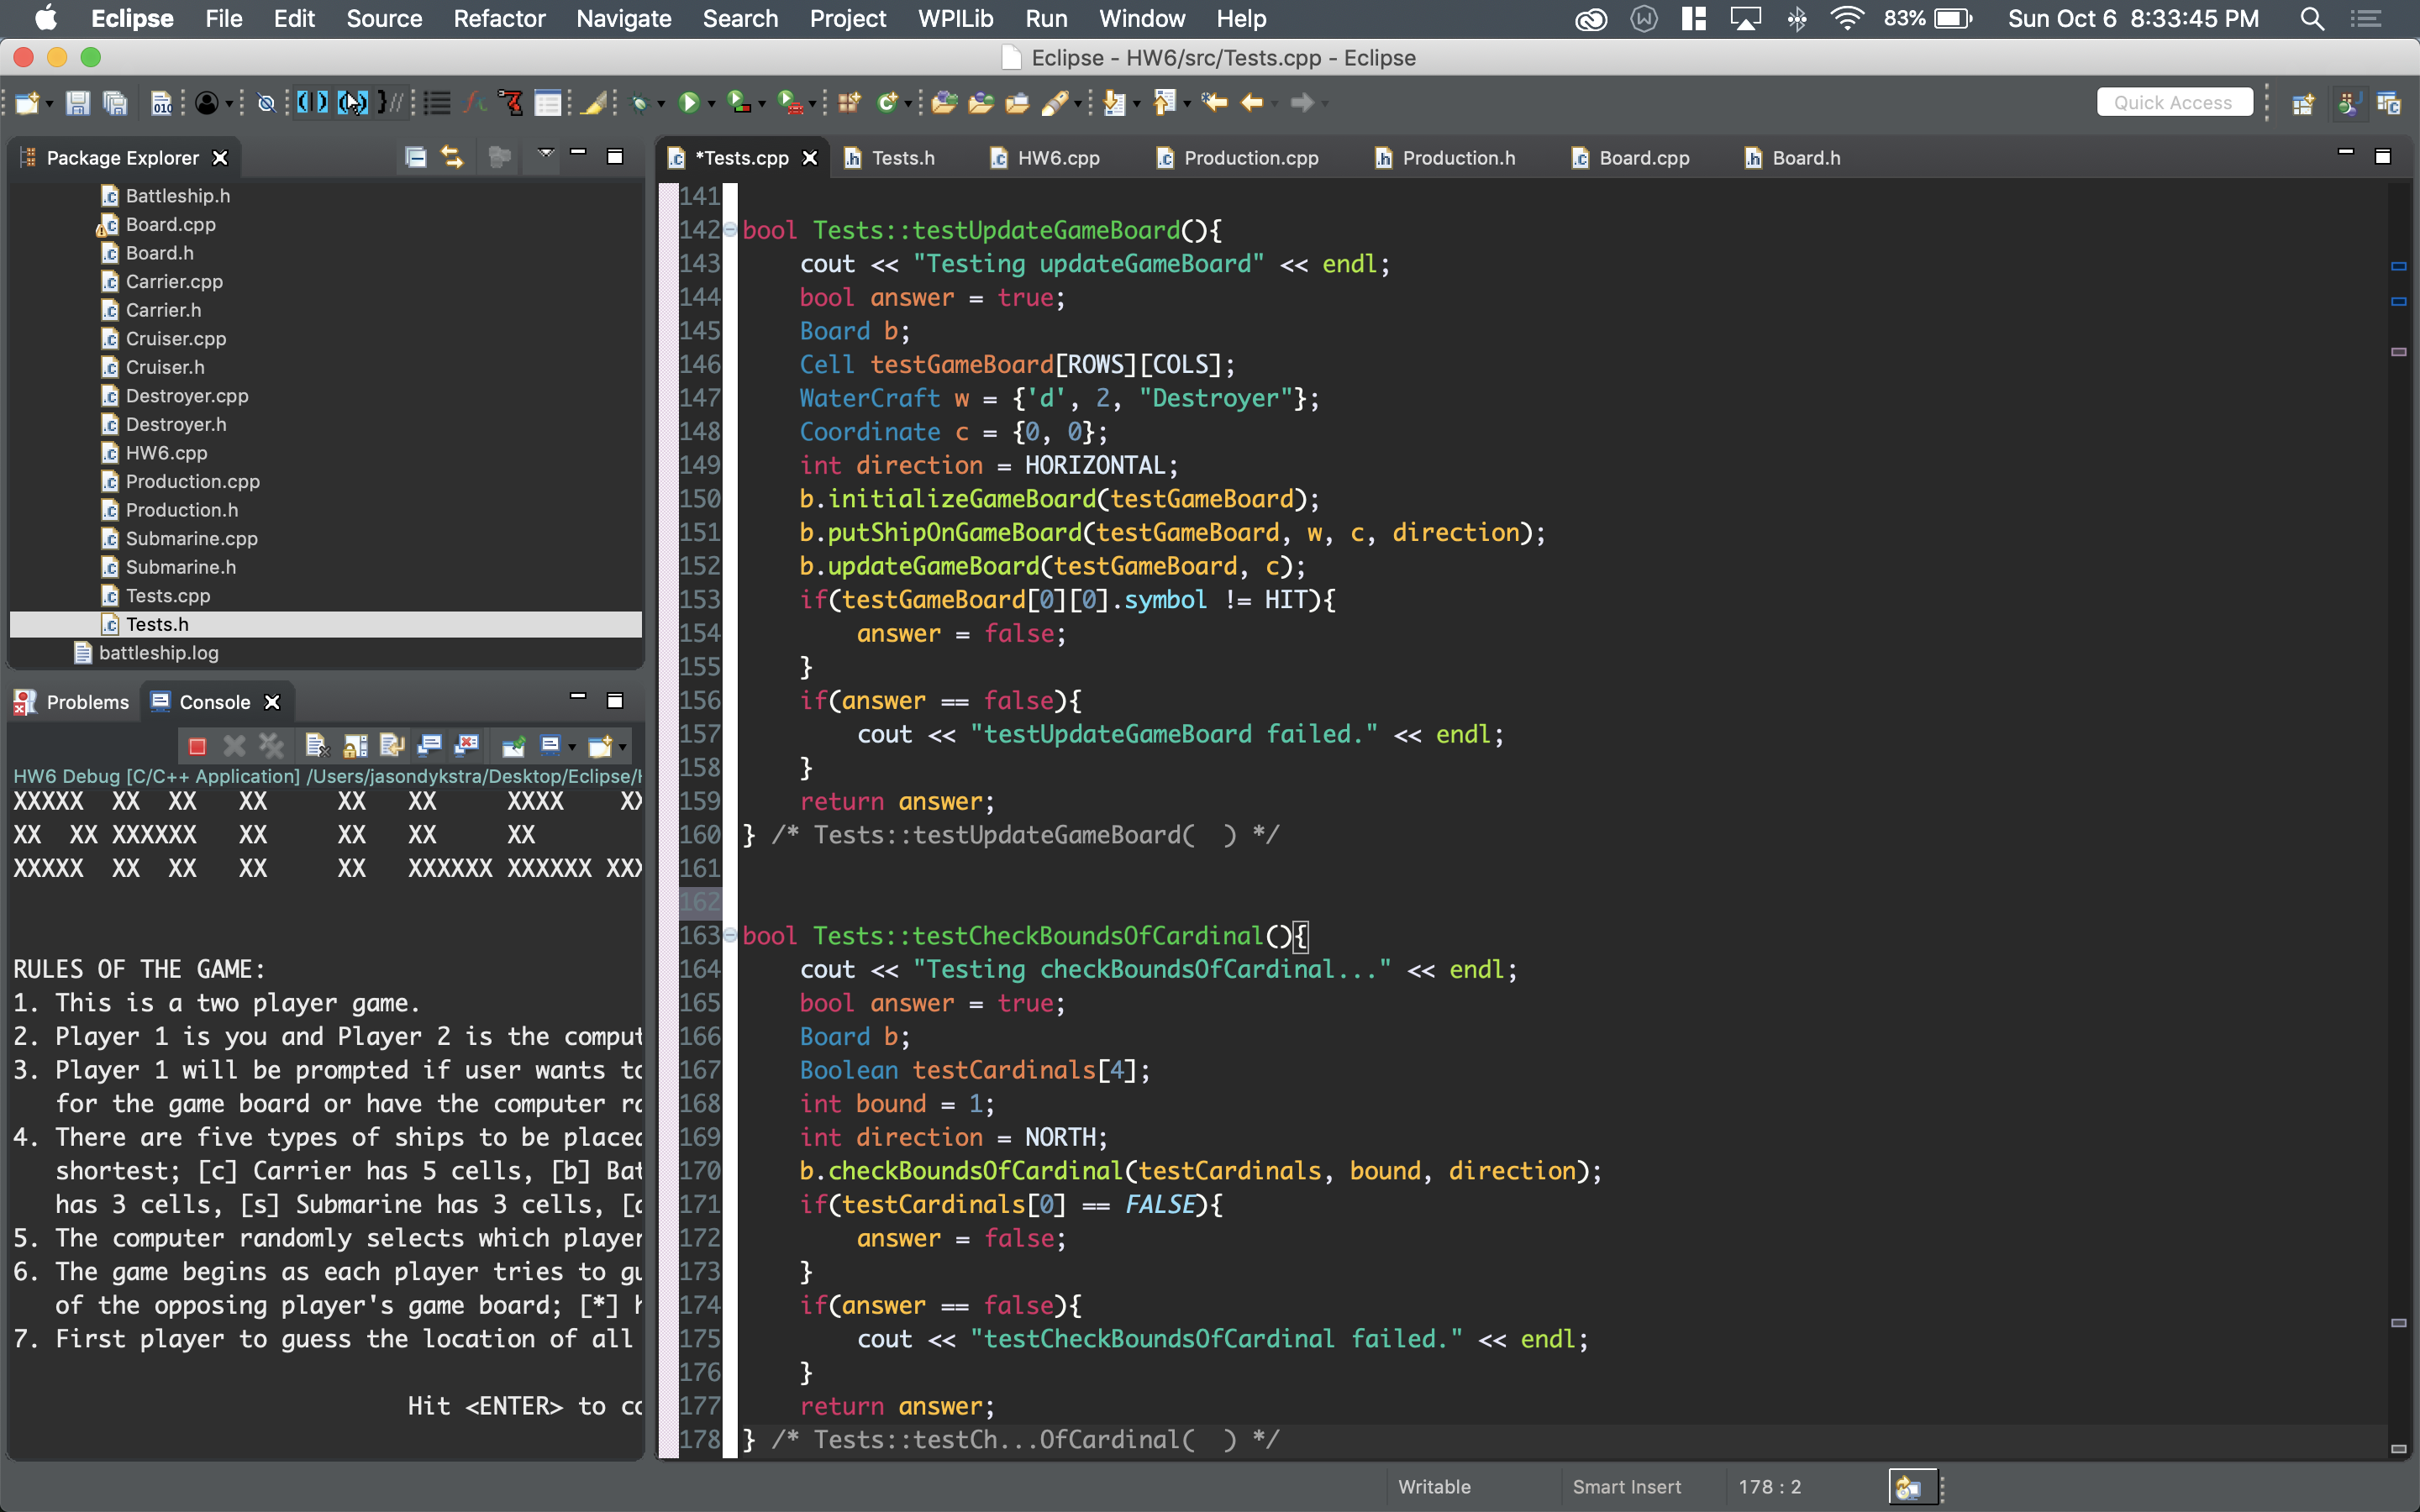 Eclipse File Edit Source Refactor Navigate Search Project WPILib Run Window Help 83% Sun Oct 6 8:33:45 PM
Eclipse - HW6/src/Tests.cpp - Eclipse
Quick Access
Package Explorer
Battleship.h
Board.cpp
Board.h
Carrier.cpp
Carrier.h
Cruiser.cpp
Cruiser.h
Destroyer.cpp
Destroyer.h
HW6.cpp
Production.cpp
Production.h
Submarine.cpp
Submarine.h
Tests.cpp
Tests.h
battleship.log
Problems Console
HW6 Debug [C/C++ Application] /Users/jasondykstra/Desktop/Eclipse/
XXXXX  XX  XX   XX     XX   XX     XXXX    XX
XX  XX XXXXXX   XX     XX   XX     XX
XXXXX  XX  XX   XX     XX   XXXXXX XXXXXX XXX
RULES OF THE GAME:
1. This is a two player game.
2. Player 1 is you and Player 2 is the comput
3. Player 1 will be prompted if user wants to
for the game board or have the computer ra
4. There are five types of ships to be placed
shortest; [c] Carrier has 5 cells, [b] Bat
has 3 cells, [s] Submarine has 3 cells, [d
5. The computer randomly selects which player
6. The game begins as each player tries to gu
of the opposing player's game board; [*] h
7. First player to guess the location of all
Hit <ENTER> to co
*Tests.cpp Tests.h HW6.cpp Production.cpp Production.h Board.cpp Board.h
141
142 bool Tests::testUpdateGameBoard(){
143     cout << "Testing updateGameBoard" << endl;
144     bool answer = true;
145     Board b;
146     Cell testGameBoard[ROWS][COLS];
147     WaterCraft w = {'d', 2, "Destroyer"};
148     Coordinate c = {0, 0};
149     int direction = HORIZONTAL;
150     b.initializeGameBoard(testGameBoard);
151     b.putShipOnGameBoard(testGameBoard, w, c, direction);
152     b.updateGameBoard(testGameBoard, c);
153     if(testGameBoard[0][0].symbol != HIT){
154         answer = false;
155     }
156     if(answer == false){
157         cout << "testUpdateGameBoard failed." << endl;
158     }
159     return answer;
160 } /* Tests::testUpdateGameBoard(  ) */
161
162
163 bool Tests::testCheckBoundsOfCardinal(){
164     cout << "Testing checkBoundsOfCardinal..." << endl;
165     bool answer = true;
166     Board b;
167     Boolean testCardinals[4];
168     int bound = 1;
169     int direction = NORTH;
170     b.checkBoundsOfCardinal(testCardinals, bound, direction);
171     if(testCardinals[0] == FALSE){
172         answer = false;
173     }
174     if(answer == false){
175         cout << "testCheckBoundsOfCardinal failed." << endl;
176     }
177     return answer;
178 } /* Tests::testCh...OfCardinal(  ) */
Writable Smart Insert 178 : 2